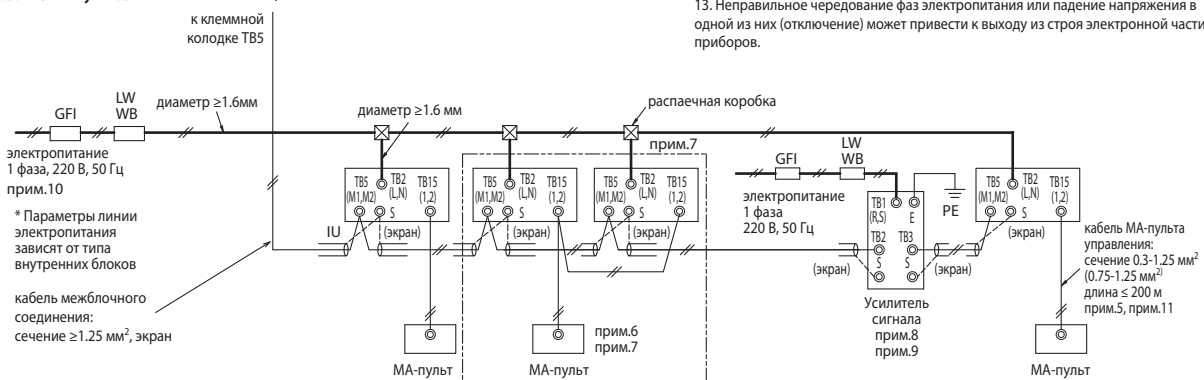 13. Неправильное чередование фаз электропитания или падение напряжения в
одной из них (отключение) может привести к выходу из строя электронной части
приборов.
к клеммной
колодке TB5
GFI
LW
WB
диаметр ≥1.6мм
диаметр ≥1.6 мм
распаечная коробка
прим.7
электропитание
1 фаза, 220 В, 50 Гц
прим.10
* Параметры линии
электропитания
зависят от типа
внутренних блоков
кабель межблочного
соединения:
сечение ≥1.25 мм², экран
IU
TB5
(M1,M2)
TB2
(L,N)
TB15
(1,2)
S
(экран)
TB5
(M1,M2)
TB2
(L,N)
TB15
(1,2)
S
(экран)
TB5
(M1,M2)
TB2
(L,N)
TB15
(1,2)
S
(экран)
GFI
LW
WB
электропитание
1 фаза
220 В, 50 Гц
PE
TB1
(R,S)
E
TB2
TB3
S
S
(экран)
(экран)
Усилитель
сигнала
прим.8
прим.9
TB5
(M1,M2)
TB2
(L,N)
TB15
(1,2)
S
(экран)
кабель МА-пульта
управления:
сечение 0.3-1.25 мм²
(0.75-1.25 мм²)
длина ≤ 200 м
прим.5, прим.11
МА-пульт
МА-пульт
прим.6
прим.7
МА-пульт